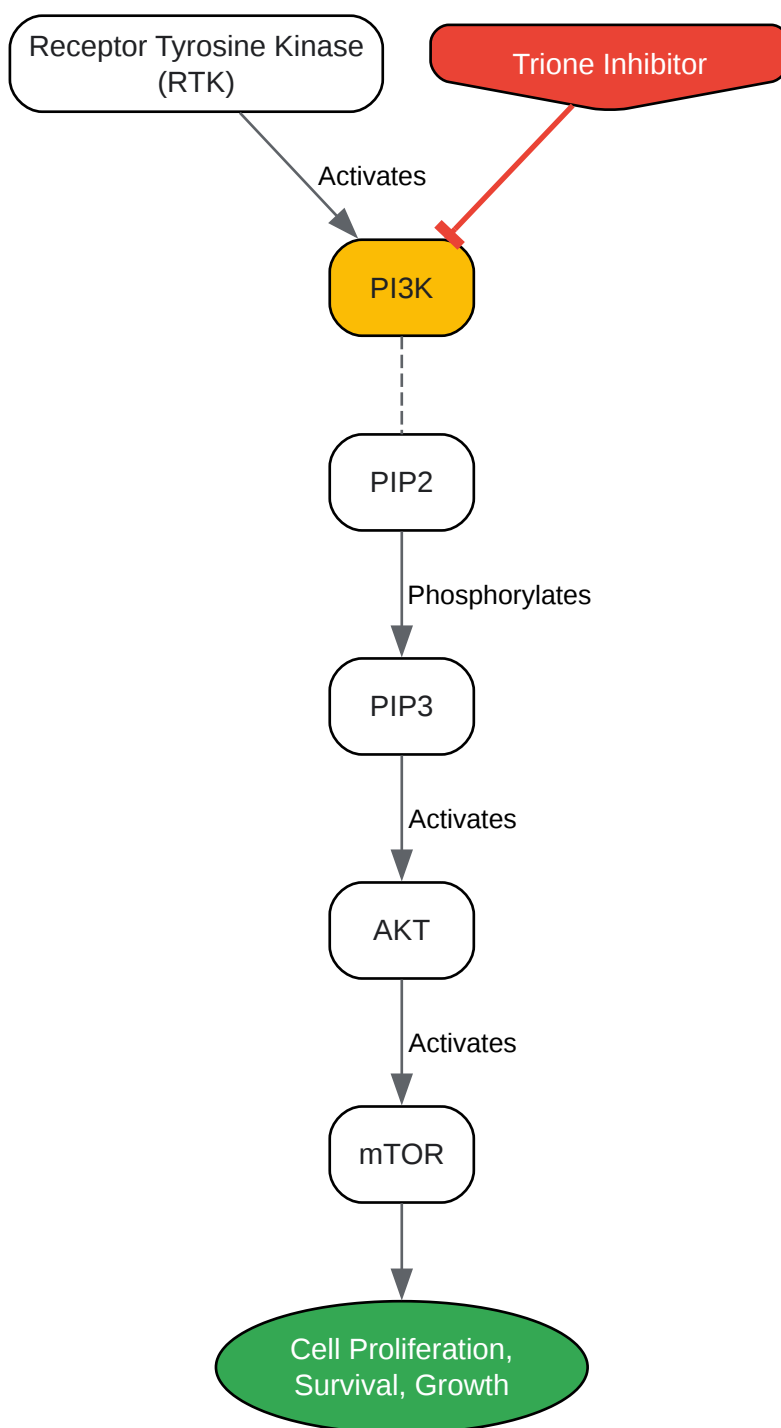 Receptor Tyrosine Kinase
(RTK)
Trione Inhibitor
Activates
PI3K
PIP2
Phosphorylates
PIP3
Activates
AKT
Activates
mTOR
Cell Proliferation,
Survival, Growth